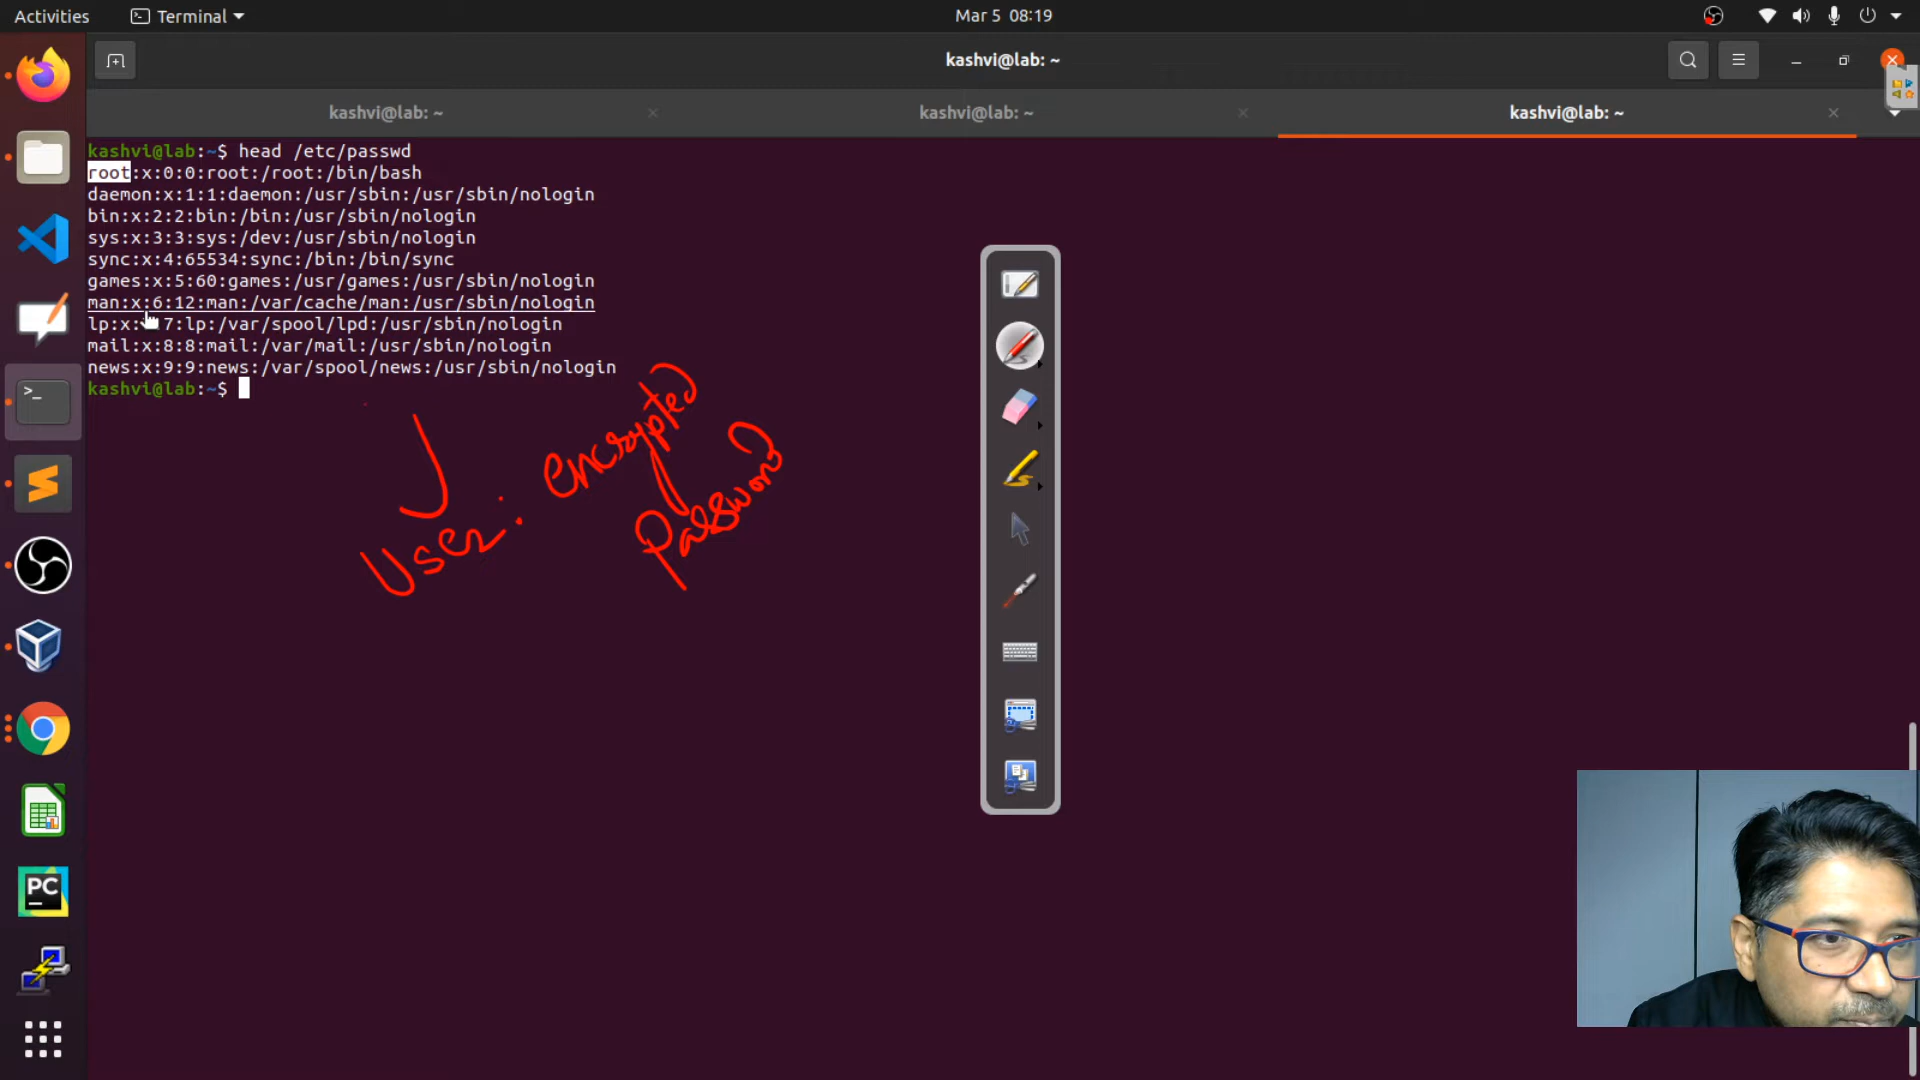 Activities
Terminal
Mar 5 08:19
kashvi@lab: ~
kashvi@lab: ~
kashvi@lab: ~
kashvi@lab: ~
kashvi@lab:~$ head /etc/passwd
root:x:0:0:root:/root:/bin/bash
daemon:x:1:1:daemon:/usr/sbin:/usr/sbin/nologin
bin:x:2:2:bin:/bin:/usr/sbin/nologin
sys:x:3:3:sys:/dev:/usr/sbin/nologin
sync:x:4:65534:sync:/bin:/bin/sync
games:x:5:60:games:/usr/games:/usr/sbin/nologin
man:x:6:12:man:/var/cache/man:/usr/sbin/nologin
lp:x: 7:lp:/var/spool/lpd:/usr/sbin/nologin
mail:x:8:8:mail:/var/mail:/usr/sbin/nologin
news:x:9:9:news:/var/spool/news:/usr/sbin/nologin
kashvi@lab:~$
User: encrypted
Password
>_
PC